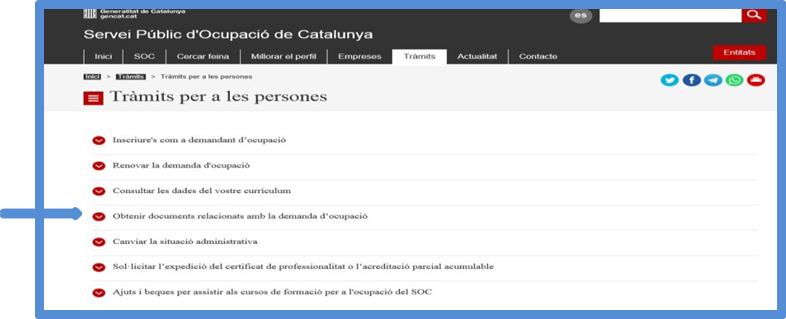 Generalitat de Catalunya
gencat.cat
es
Servei Públic d'Ocupació de Catalunya
Inici SOC Cercar feina Millorar el perfil Empreses Tràmits Actualitat Contacte Entitats
Inici > Tràmits > Tràmits per a les persones
Tràmits per a les persones
Inscriure's com a demandant d'ocupació
Renovar la demanda d'ocupació
Consultar les dades del vostre currículum
Obtenir documents relacionats amb la demanda d'ocupació
Canviar la situació administrativa
Sol·licitar l'expedició del certificat de professionalitat o l'acreditació parcial acumulable
Ajuts i beques per assistir als cursos de formació per a l'ocupació del SOC